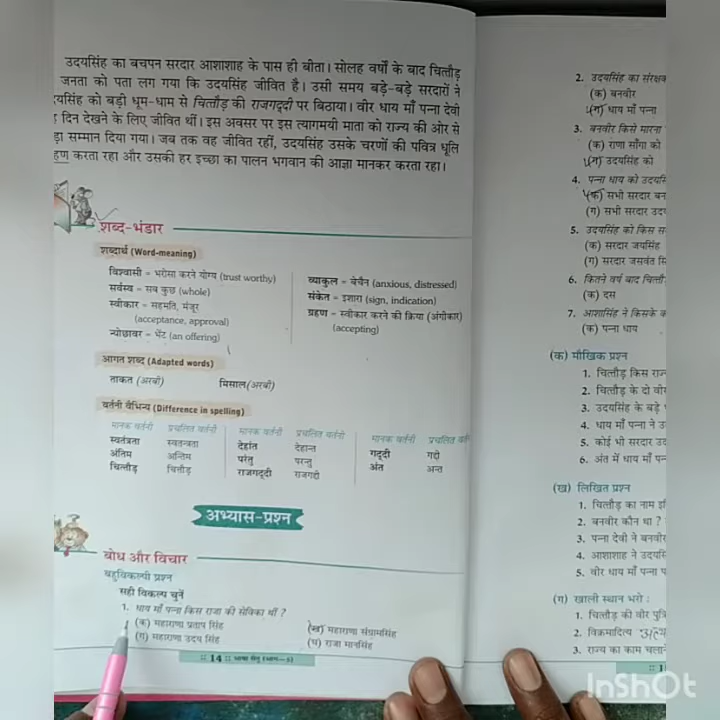 उदयसिंह का बचपन सरदार आशाशाह के पास ही बीता। सोलह वर्षों के बाद चित्तौड़
जनता को पता लग गया कि उदयसिंह जीवित है। उसी समय बड़े-बड़े सरदारों ने
यसिंह को बड़ी धूम-धाम से चित्तौड़ की राजगद्दी पर बिठाया। वीर धाय माँ पन्ना देवी
दिन देखने के लिए जीवित थीं। इस अवसर पर इस त्यागमयी माता को राज्य की ओर से
ड़ा सम्मान दिया गया। जब तक वह जीवित रहीं, उदयसिंह उसके चरणों की पवित्र धूलि
हण करता रहा और उसकी हर इच्छा का पालन भगवान की आज्ञा मानकर करता रहा।
शब्द-भंडार
शब्दार्थ (Word-meaning)
विश्वासी = भरोसा करने योग्य (trust worthy)
सर्वस्व = सब कुछ (whole)
स्वीकार = सहमति, मंजूर
(acceptance, approval)
न्योछावर = भेंट (an offering)
व्याकुल = बेचैन (anxious, distressed)
संकेत = इशारा (sign, indication)
ग्रहण = स्वीकार करने की क्रिया (अंगीकार)
(accepting)
आगत शब्द (Adapted words)
ताकत (अरबी) मिसाल (अरबी)
वर्तनी वैभिन्य (Difference in spelling)
मानक वर्तनी प्रचलित वर्तनी मानक वर्तनी प्रचलित वर्तनी मानक वर्तनी प्रचलित वर्त
स्वतंत्रता स्वतन्त्रता देहांत देहान्त गद्दी गद्दी
अंतिम अन्तिम परंतु परन्तु अंत अन्त
चित्तौड़ चित्तौड़ राजगद्दी राजगद्दी
अभ्यास-प्रश्न
बोध और विचार
बहुविकल्पी प्रश्न
सही विकल्प चुनें
1. धाय माँ पन्ना किस राजा की सेविका थीं ?
(क) महाराणा प्रताप सिंह (ख) महाराणा संग्रामसिंह
(ग) महाराणा उदय सिंह (घ) राजा मानसिंह
:: 14 :: भाषा सेतु
2. उदयसिंह का संरक्षक
(क) बनवीर
(ग) धाय माँ पन्ना
3. बनवीर किसे मारना
(क) राणा साँगा को
(ग) उदयसिंह को
4. पन्ना धाय को उदयसि
(क) सभी सरदार बन
(ग) सभी सरदार उद
5. उदयसिंह को किस स
(क) सरदार जयसिंह
(ग) सरदार जसवंत सि
6. कितने वर्ष बाद चित्तौ
(क) दस
7. आशासिंह ने किसके क
(क) पन्ना धाय
(क) मौखिक प्रश्न
1. चित्तौड़ किस राज
2. चित्तौड़ के दो वीर
3. उदयसिंह के बड़े
4. धाय माँ पन्ना ने उ
5. कोई भी सरदार उद
6. अंत में धाय माँ पन
(ख) लिखित प्रश्न
1. चित्तौड़ का नाम इ
2. बनवीर कौन था ?
3. पन्ना देवी ने बनवीर
4. आशाशाह ने उदयसि
5. वीर धाय माँ पन्ना प
(ग) खाली स्थान भरो :
1. चित्तौड़ की वीर पुत्रि
2. विक्रमादित्य
3. राज्य का काम चला
InShOt